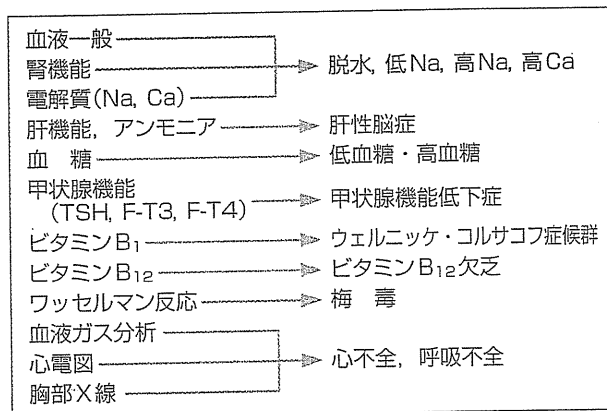 血液一般
腎機能 脱水, 低Na, 高Na, 高Ca
電解質(Na, Ca)
肝機能, アンモニア 肝性脳症
血 糖 低血糖・高血糖
甲状腺機能
(TSH, F-T3, F-T4) 甲状腺機能低下症
ビタミンB₁ ウェルニッケ・コルサコフ症候群
ビタミンB₁₂ ビタミンB₁₂欠乏
ワッセルマン反応 梅 毒
血液ガス分析
心電図 心不全, 呼吸不全
胸部X線